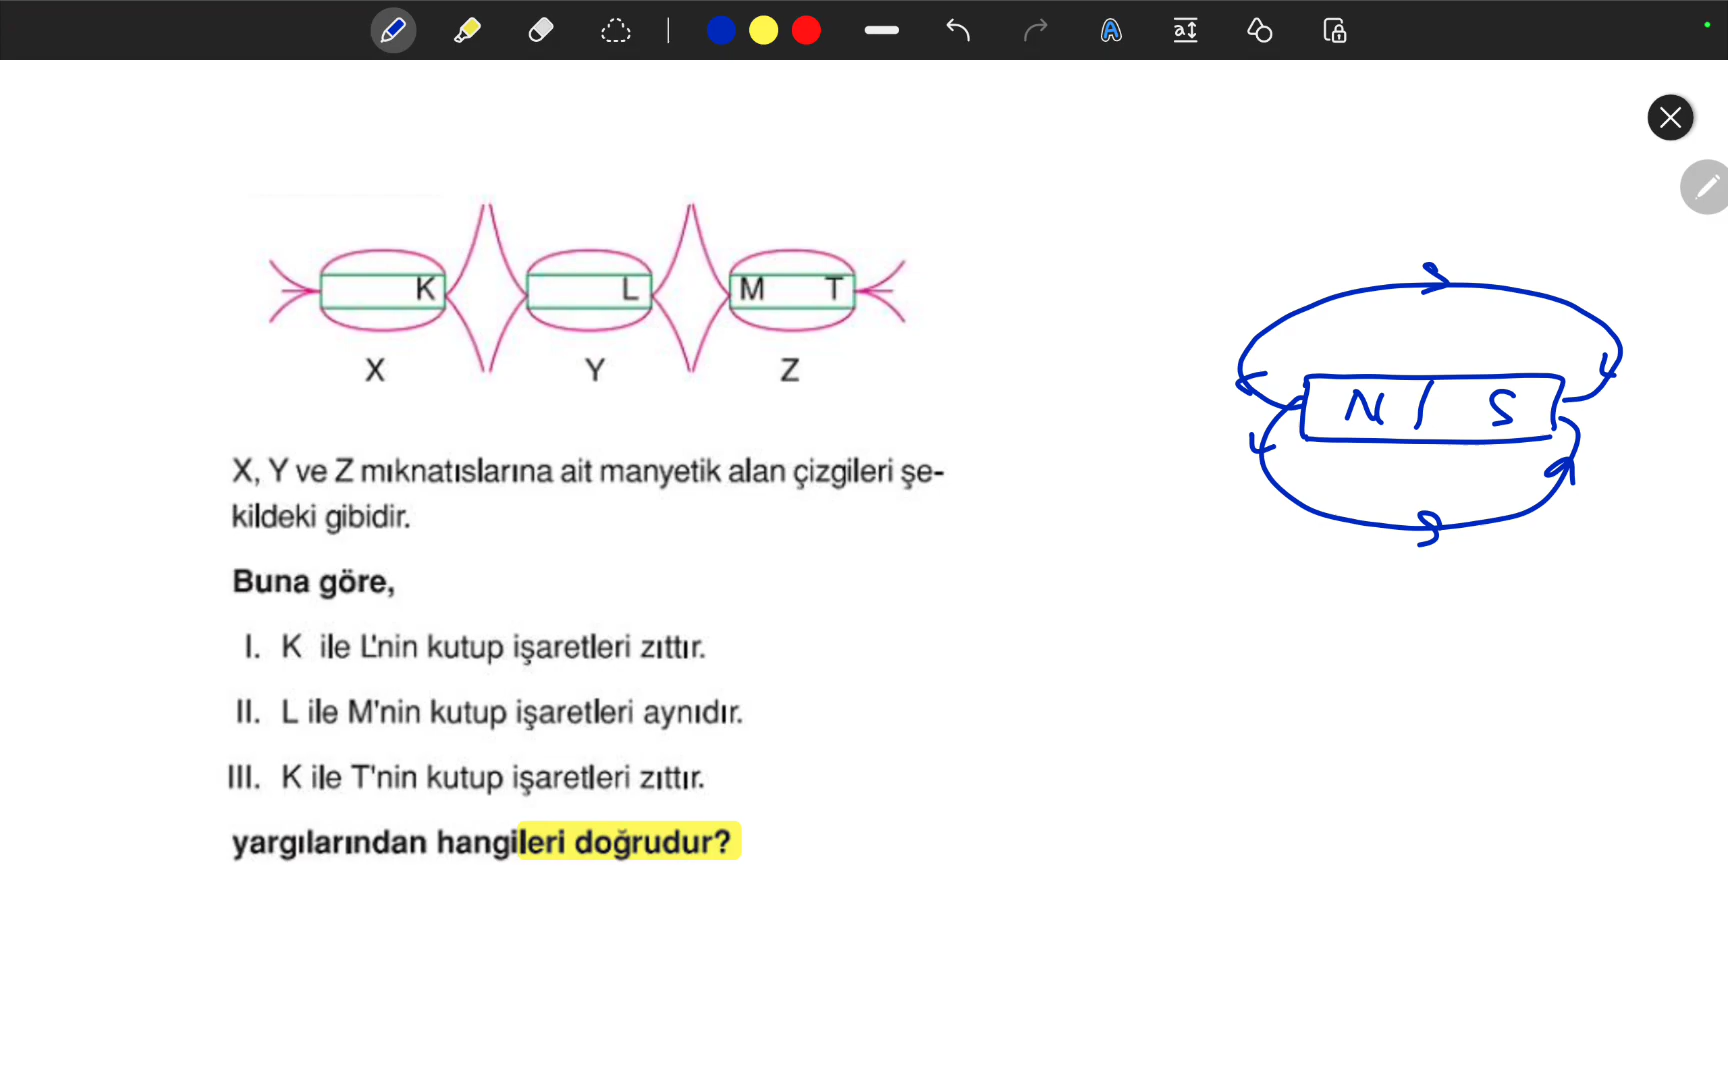 K L M T
X Y Z
X, Y ve Z mıknatıslarına ait manyetik alan çizgileri şe-
kildeki gibidir.
Buna göre,
I. K ile L'nin kutup işaretleri zıttır.
II. L ile M'nin kutup işaretleri aynıdır.
III. K ile T'nin kutup işaretleri zıttır.
yargılarından hangileri doğrudur?
N S